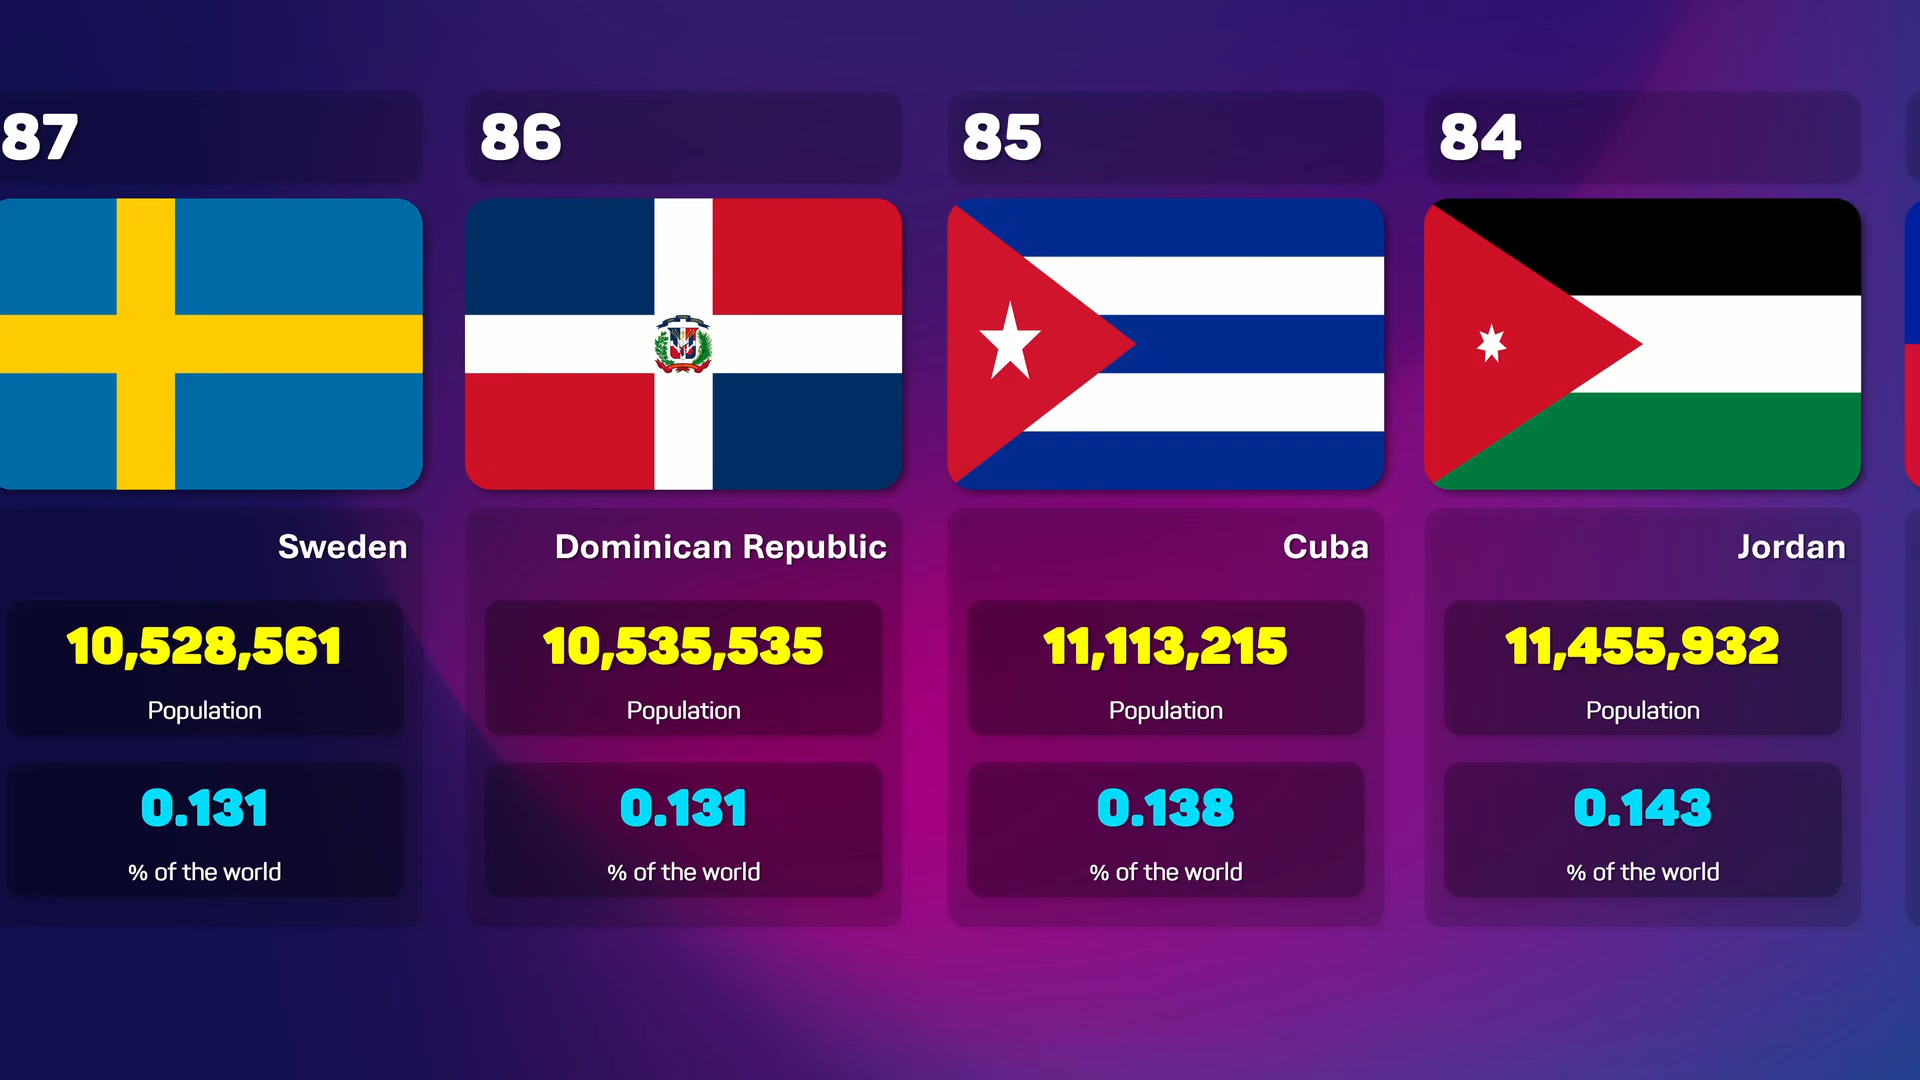 87
Sweden
10,528,561
Population
0.131
% of the world
86
Dominican Republic
10,535,535
Population
0.131
% of the world
85
Cuba
11,113,215
Population
0.138
% of the world
84
Jordan
11,455,932
Population
0.143
% of the world